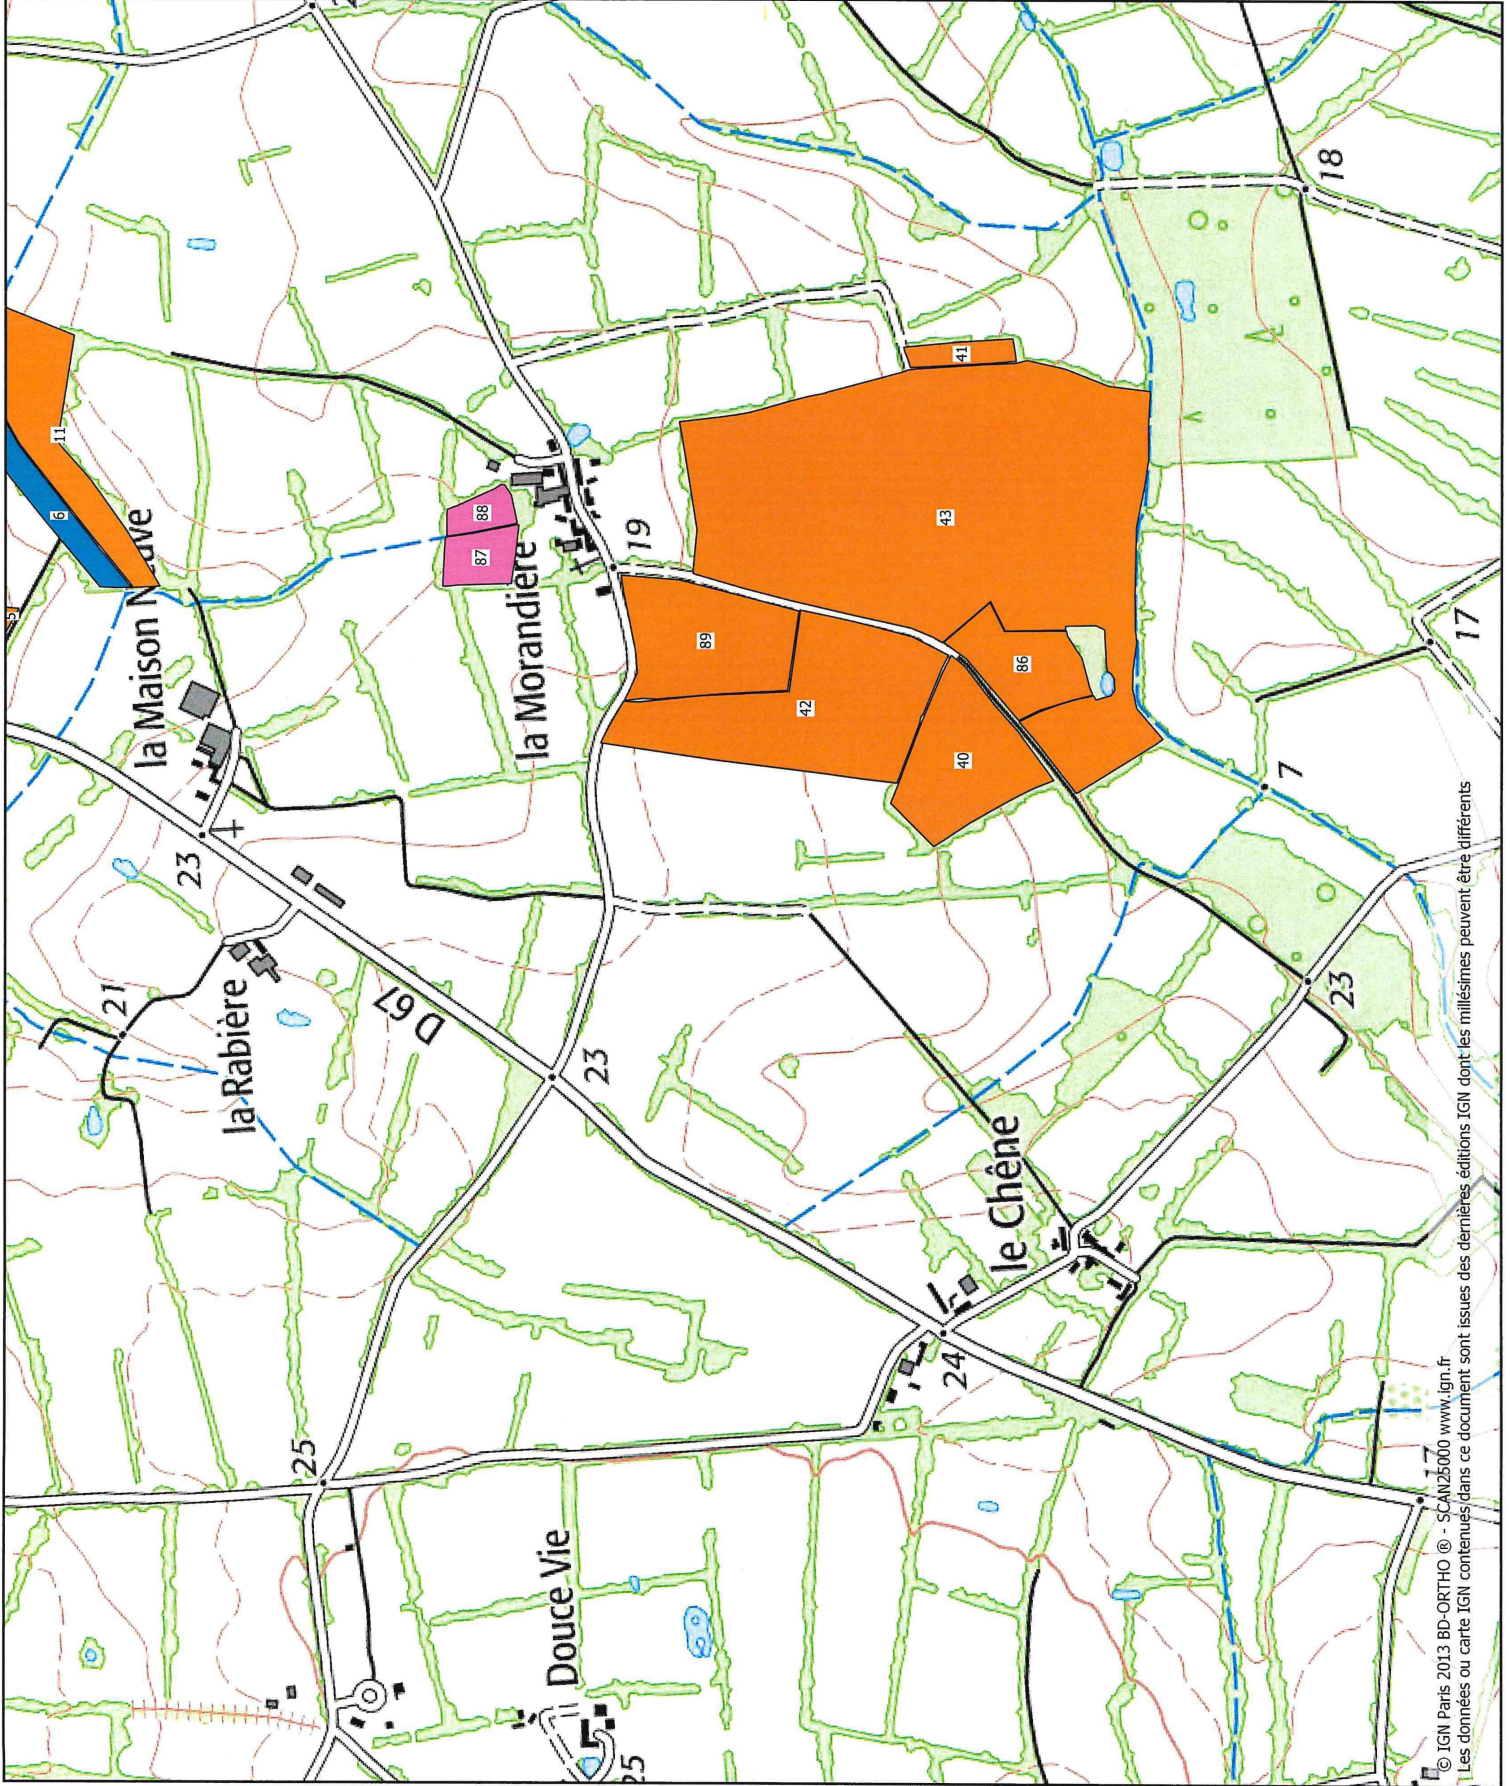 11
6
5
la Maison Neuve
88
87
la Morandière
19
18
41
43
89
42
86
40
17
7
23
21
la Rabière
D 67
23
23
le Chêne
24
25
17
Douce Vie
25
© IGN Paris 2013 BD-ORTHO ® - SCAN25000 www.ign.fr
Les données ou carte IGN contenues dans ce document sont issues des dernières éditions IGN dont les millésimes peuvent être différents